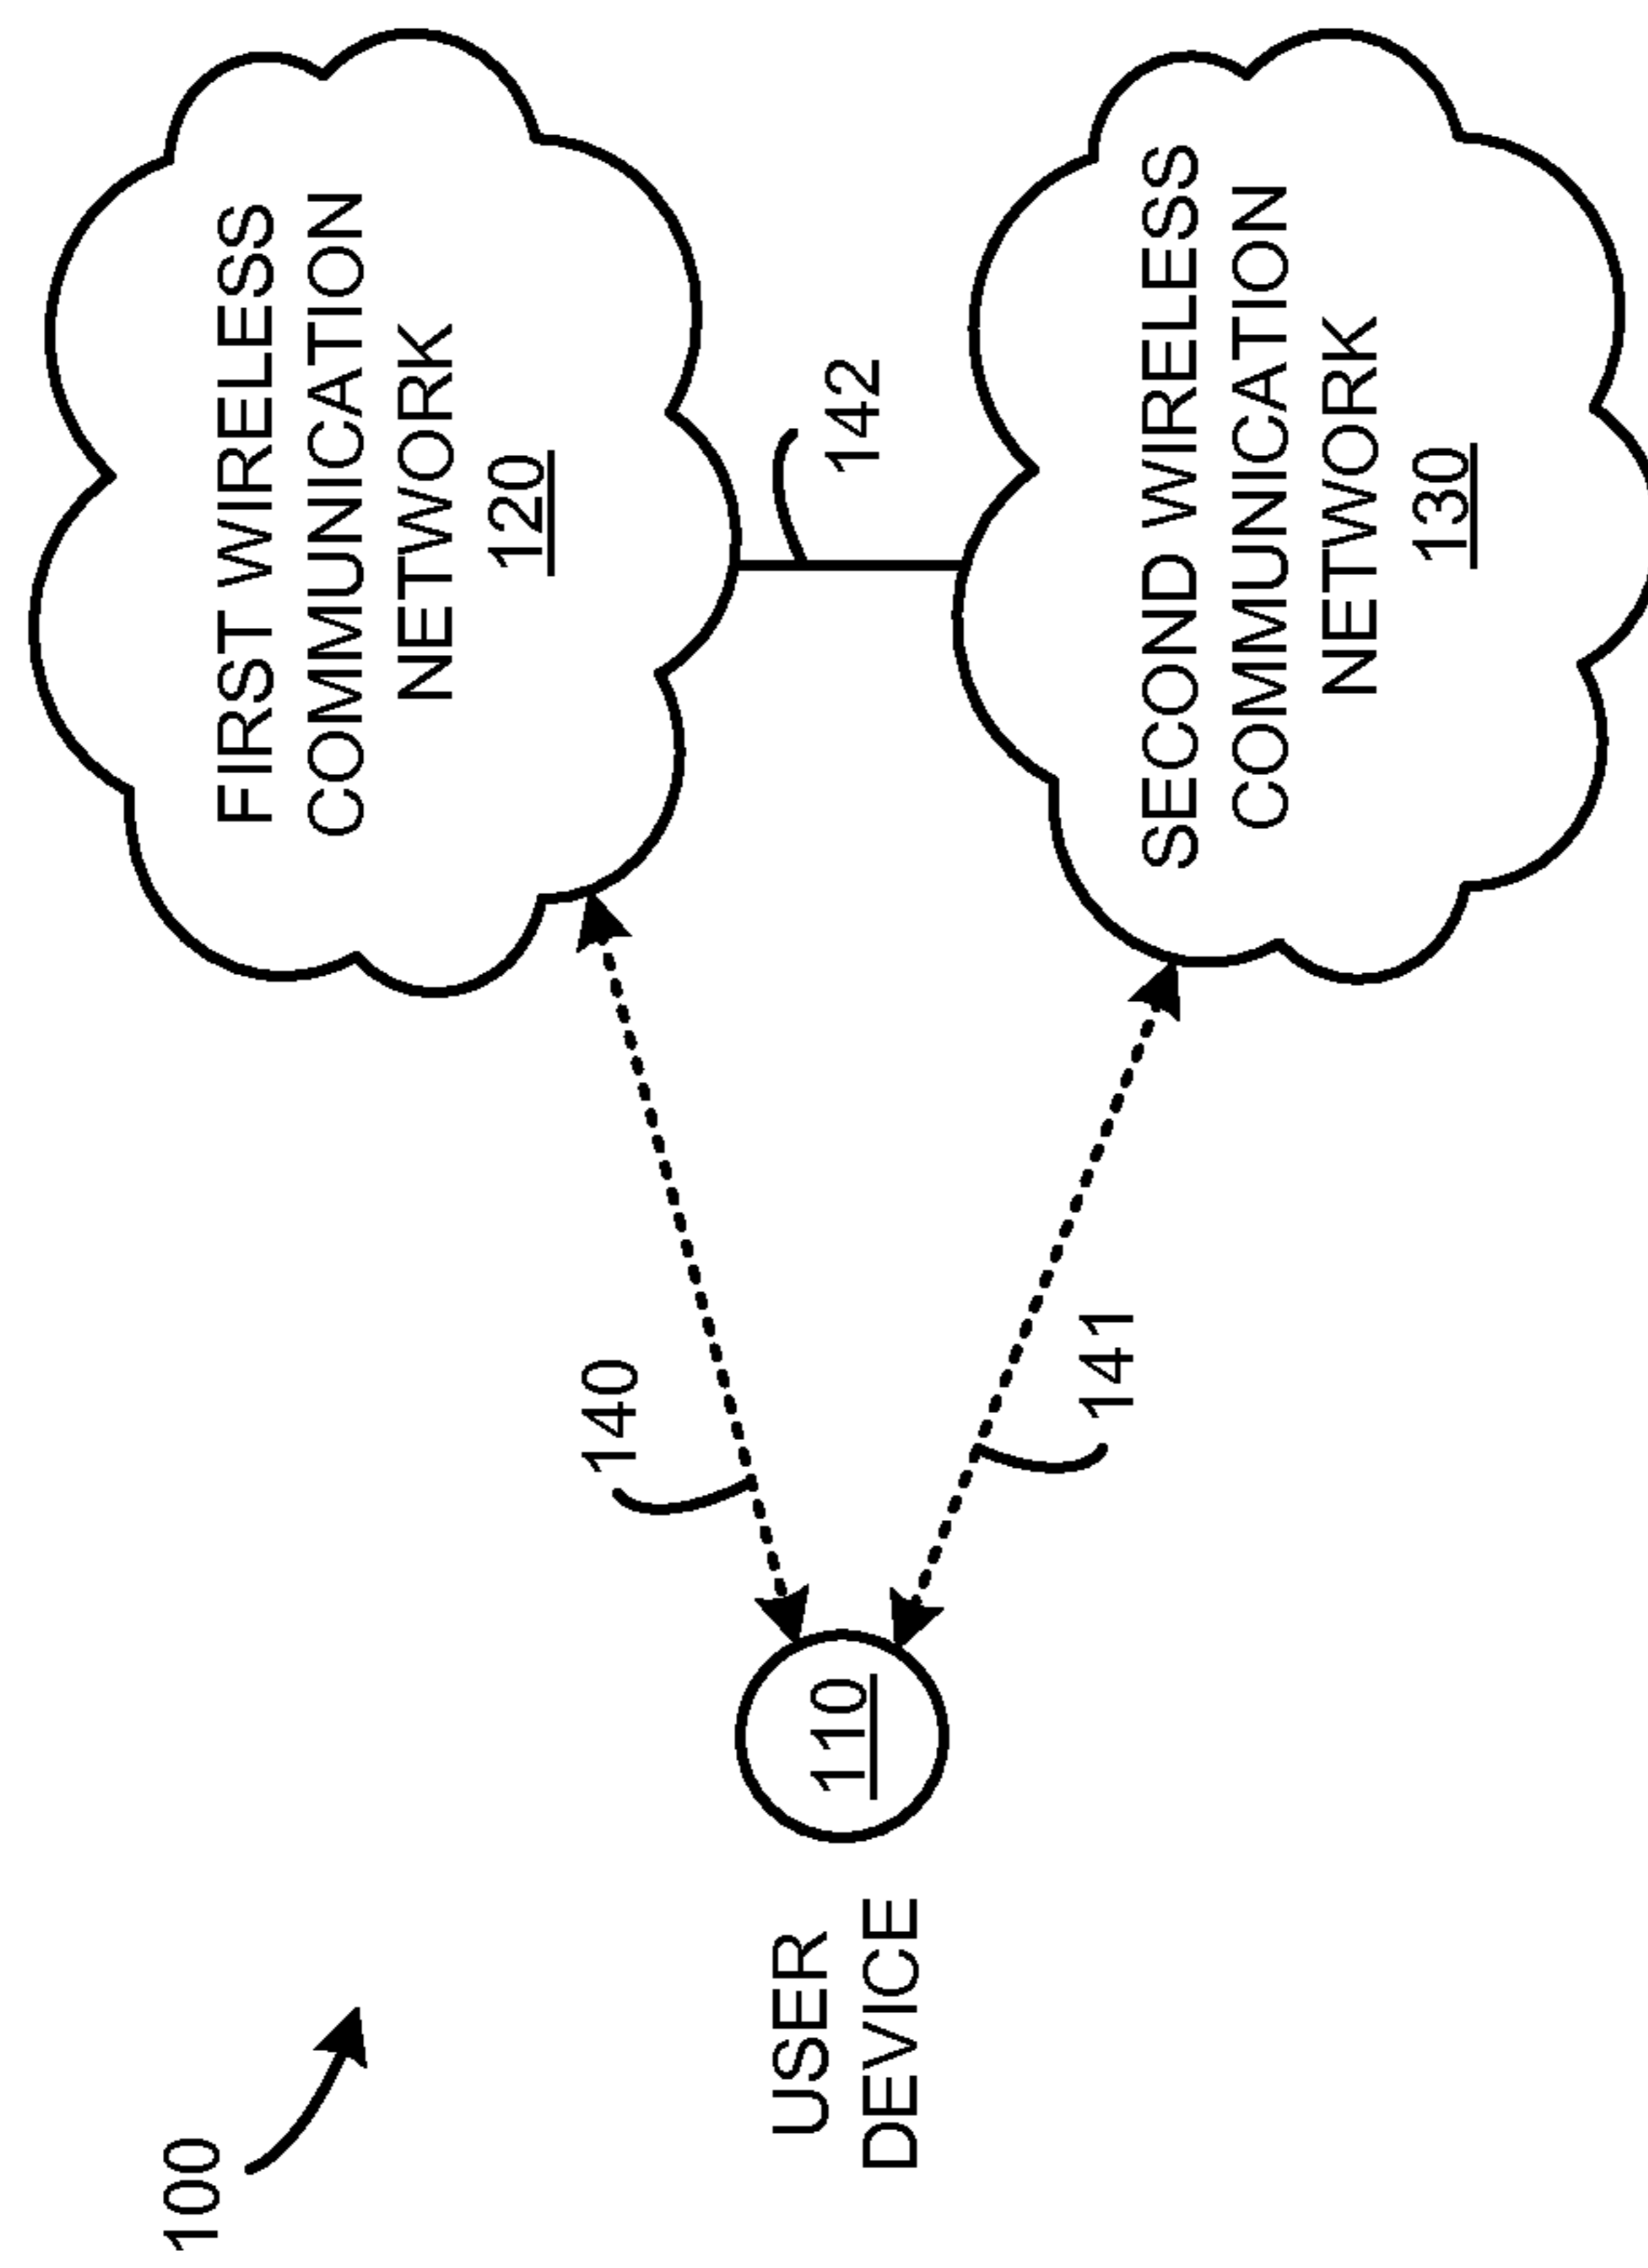 100
USER
DEVICE
110
140
141
FIRST WIRELESS
COMMUNICATION
NETWORK
120
142
SECOND WIRELESS
COMMUNICATION
NETWORK
130